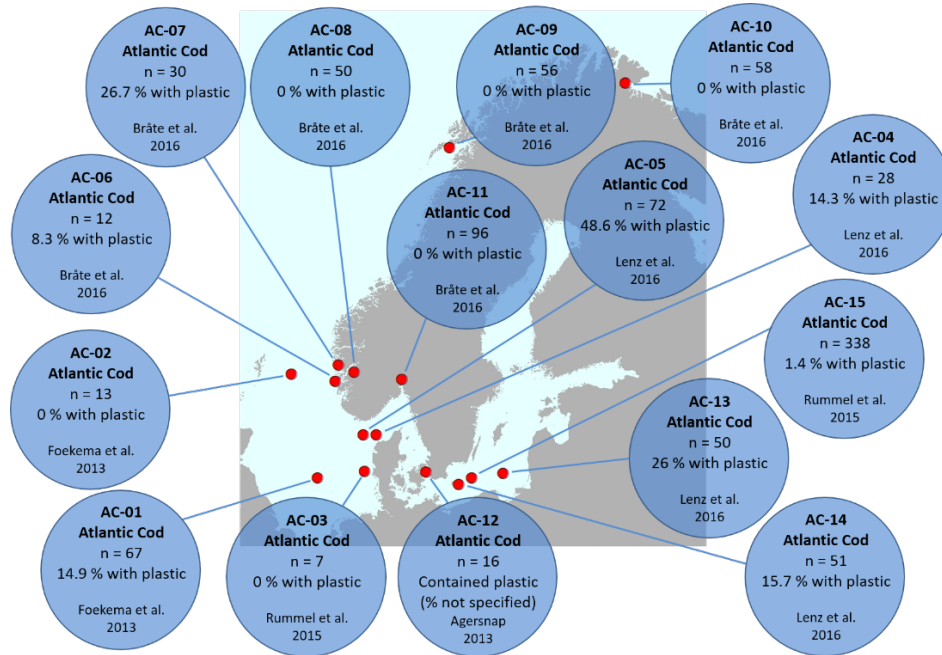 AC-07
Atlantic Cod
n = 30
26.7 % with plastic
Bråte et al.
2016
AC-08
Atlantic Cod
n = 50
0 % with plastic
Bråte et al.
2016
AC-09
Atlantic Cod
n = 56
0 % with plastic
Bråte et al.
2016
AC-10
Atlantic Cod
n = 58
0 % with plastic
Bråte et al.
2016
AC-06
Atlantic Cod
n = 12
8.3 % with plastic
Bråte et al.
2016
AC-11
Atlantic Cod
n = 96
0 % with plastic
Bråte et al.
2016
AC-05
Atlantic Cod
n = 72
48.6 % with plastic
Lenz et al.
2016
AC-04
Atlantic Cod
n = 28
14.3 % with plastic
Lenz et al.
2016
AC-02
Atlantic Cod
n = 13
0 % with plastic
Foekema et al.
2013
AC-15
Atlantic Cod
n = 338
1.4 % with plastic
Rummel et al.
2015
AC-13
Atlantic Cod
n = 50
26 % with plastic
Lenz et al.
2016
AC-01
Atlantic Cod
n = 67
14.9 % with plastic
Foekema et al.
2013
AC-03
Atlantic Cod
n = 7
0 % with plastic
Rummel et al.
2015
AC-12
Atlantic Cod
n = 16
Contained plastic
(% not specified)
Agersnap
2013
AC-14
Atlantic Cod
n = 51
15.7 % with plastic
Lenz et al.
2016